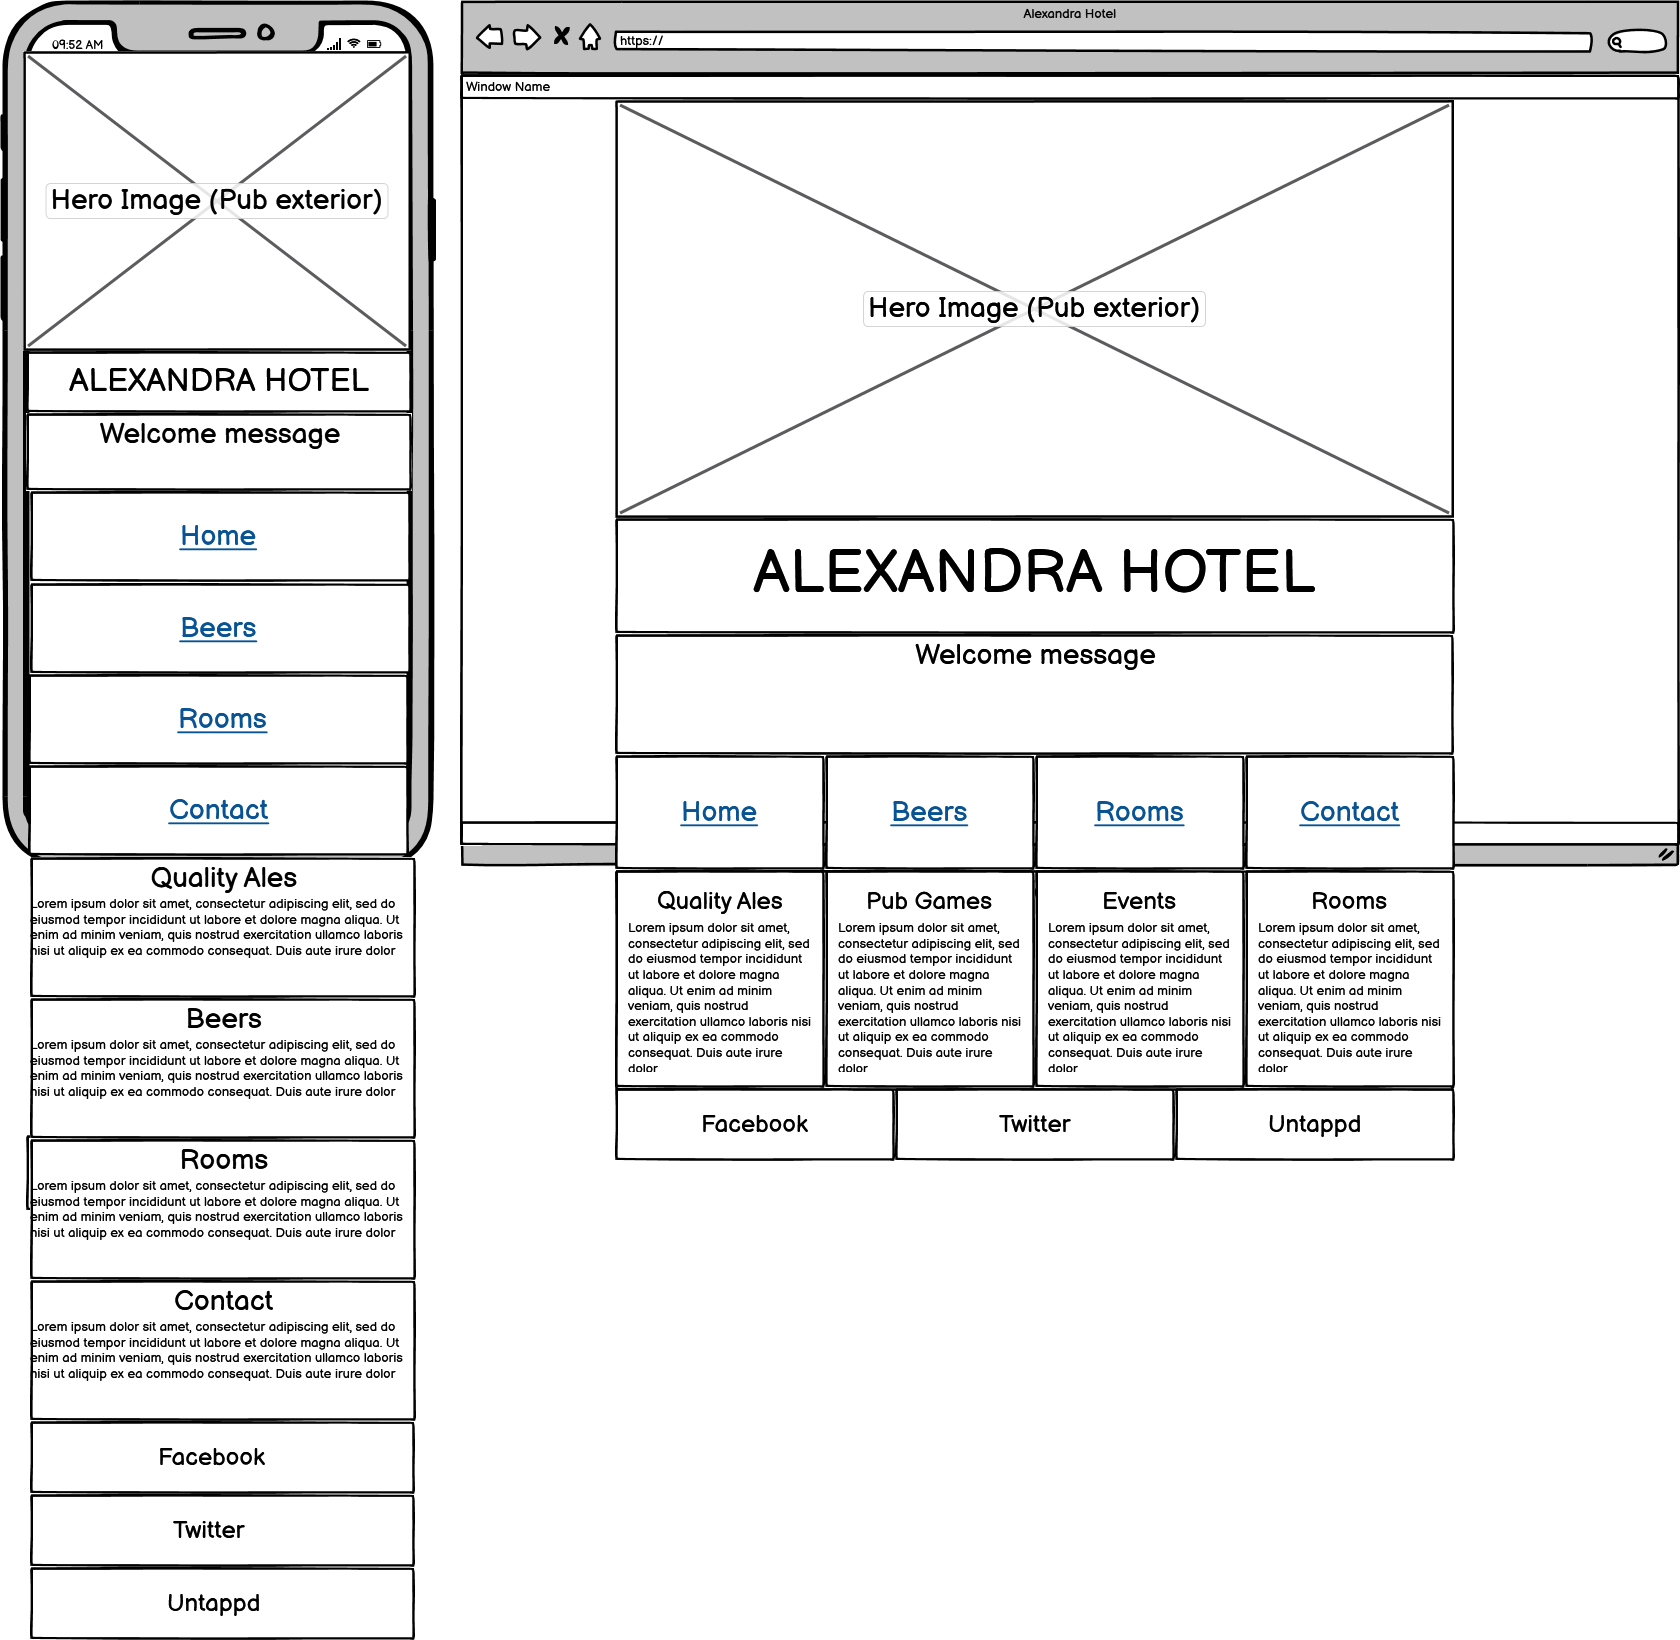 09:52 AM
Hero Image (Pub exterior)
ALEXANDRA HOTEL
Welcome message
Home
Beers
Rooms
Contact
Quality Ales
Lorem ipsum dolor sit amet, consectetur adipiscing elit, sed do
eiusmod tempor incididunt ut labore et dolore magna aliqua. Ut
enim ad minim veniam, quis nostrud exercitation ullamco laboris
nisi ut aliquip ex ea commodo consequat. Duis aute irure dolor
Beers
Lorem ipsum dolor sit amet, consectetur adipiscing elit, sed do
eiusmod tempor incididunt ut labore et dolore magna aliqua. Ut
enim ad minim veniam, quis nostrud exercitation ullamco laboris
nisi ut aliquip ex ea commodo consequat. Duis aute irure dolor
Rooms
Lorem ipsum dolor sit amet, consectetur adipiscing elit, sed do
eiusmod tempor incididunt ut labore et dolore magna aliqua. Ut
enim ad minim veniam, quis nostrud exercitation ullamco laboris
nisi ut aliquip ex ea commodo consequat. Duis aute irure dolor
Contact
Lorem ipsum dolor sit amet, consectetur adipiscing elit, sed do
eiusmod tempor incididunt ut labore et dolore magna aliqua. Ut
enim ad minim veniam, quis nostrud exercitation ullamco laboris
nisi ut aliquip ex ea commodo consequat. Duis aute irure dolor
Facebook
Twitter
Untappd
Alexandra Hotel
https://
Window Name
Hero Image (Pub exterior)
ALEXANDRA HOTEL
Welcome message
Home
Beers
Rooms
Contact
Quality Ales
Lorem ipsum dolor sit amet,
consectetur adipiscing elit, sed
do eiusmod tempor incididunt
ut labore et dolore magna
aliqua. Ut enim ad minim
veniam, quis nostrud
exercitation ullamco laboris nisi
ut aliquip ex ea commodo
consequat. Duis aute irure
dolor
Pub Games
Lorem ipsum dolor sit amet,
consectetur adipiscing elit, sed
do eiusmod tempor incididunt
ut labore et dolore magna
aliqua. Ut enim ad minim
veniam, quis nostrud
exercitation ullamco laboris nisi
ut aliquip ex ea commodo
consequat. Duis aute irure
dolor
Events
Lorem ipsum dolor sit amet,
consectetur adipiscing elit, sed
do eiusmod tempor incididunt
ut labore et dolore magna
aliqua. Ut enim ad minim
veniam, quis nostrud
exercitation ullamco laboris nisi
ut aliquip ex ea commodo
consequat. Duis aute irure
dolor
Rooms
Lorem ipsum dolor sit amet,
consectetur adipiscing elit, sed
do eiusmod tempor incididunt
ut labore et dolore magna
aliqua. Ut enim ad minim
veniam, quis nostrud
exercitation ullamco laboris nisi
ut aliquip ex ea commodo
consequat. Duis aute irure
dolor
Facebook
Twitter
Untappd